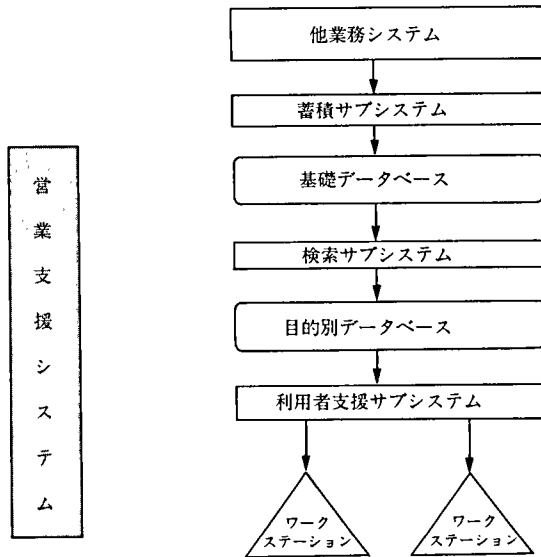 他業務システム
蓄積サブシステム
基礎データベース
検索サブシステム
目的別データベース
利用者支援サブシステム
ワーク
ステーション
ワーク
ステーション
営業支援システム